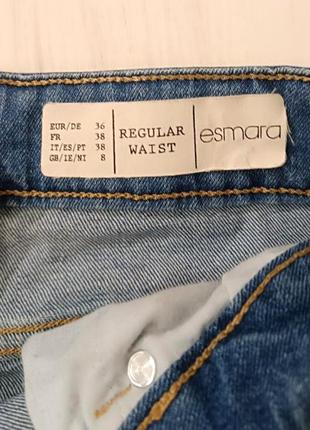 EUR/DE 36
FR 38
IT/ES/PT 38
GB/IE/NI 8
REGULAR
WAIST
esmara